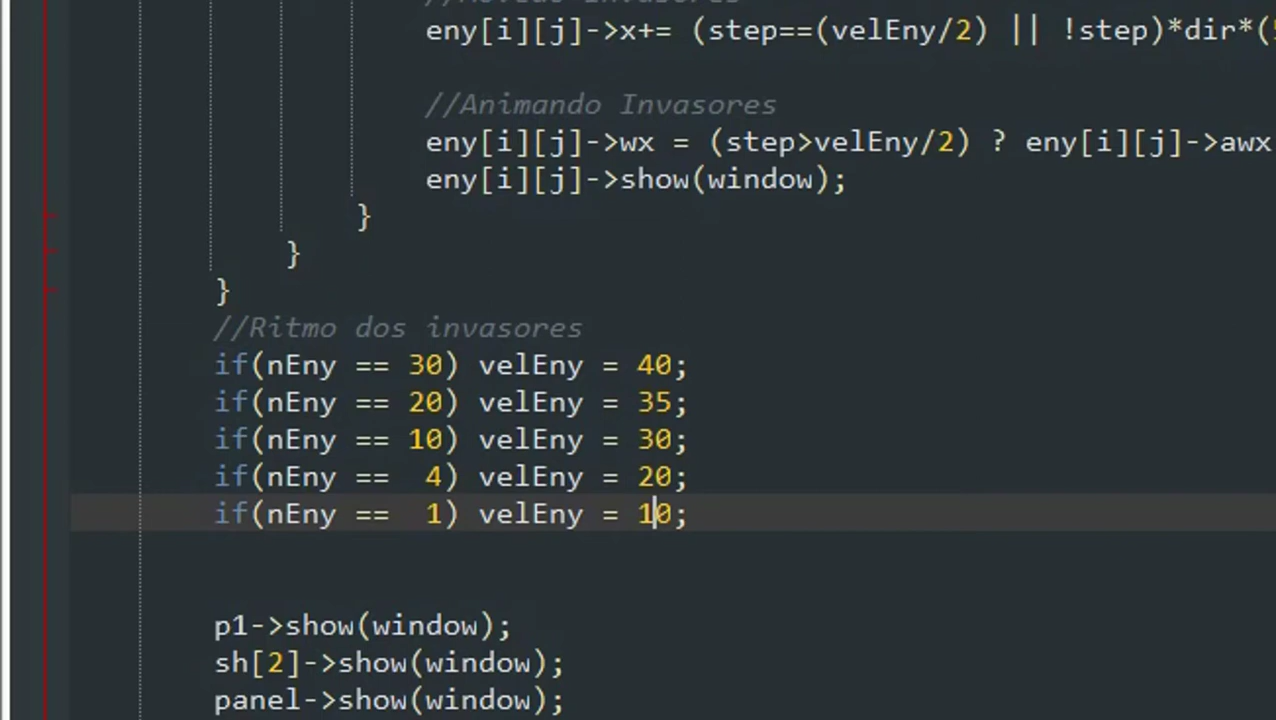 //Movendo Invasores
eny[i][j]->x+= (step==(velEny/2) || !step)*dir*(
//Animando Invasores
eny[i][j]->wx = (step>velEny/2) ? eny[i][j]->awx
eny[i][j]->show(window);
}
}
}
//Ritmo dos invasores
if(nEny == 30) velEny = 40;
if(nEny == 20) velEny = 35;
if(nEny == 10) velEny = 30;
if(nEny ==  4) velEny = 20;
if(nEny ==  1) velEny = 10;
p1->show(window);
sh[2]->show(window);
panel->show(window);